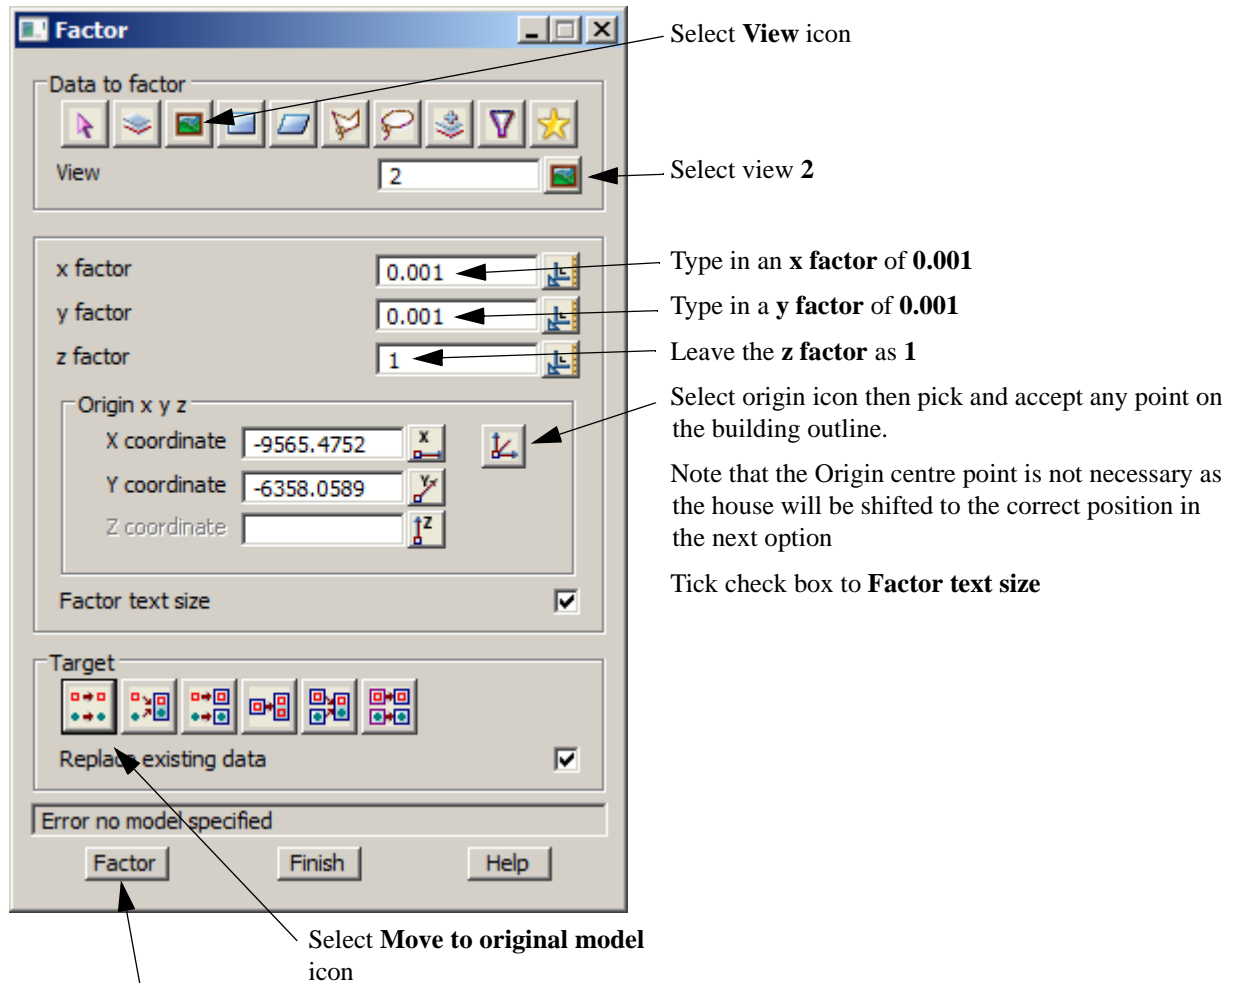 Factor
Select View icon
Data to factor
View
2
Select view 2
x factor
0.001
Type in an x factor of 0.001
y factor
0.001
Type in a y factor of 0.001
z factor
1
Leave the z factor as 1
Origin x y z
Select origin icon then pick and accept any point on
the building outline.
X coordinate
-9565.4752
X
Y coordinate
-6358.0589
Y
Z coordinate
Z
Note that the Origin centre point is not necessary as
the house will be shifted to the correct position in
the next option
Factor text size
Tick check box to Factor text size
Target
Replace existing data
Error no model specified
Factor
Finish
Help
Select Move to original model
icon